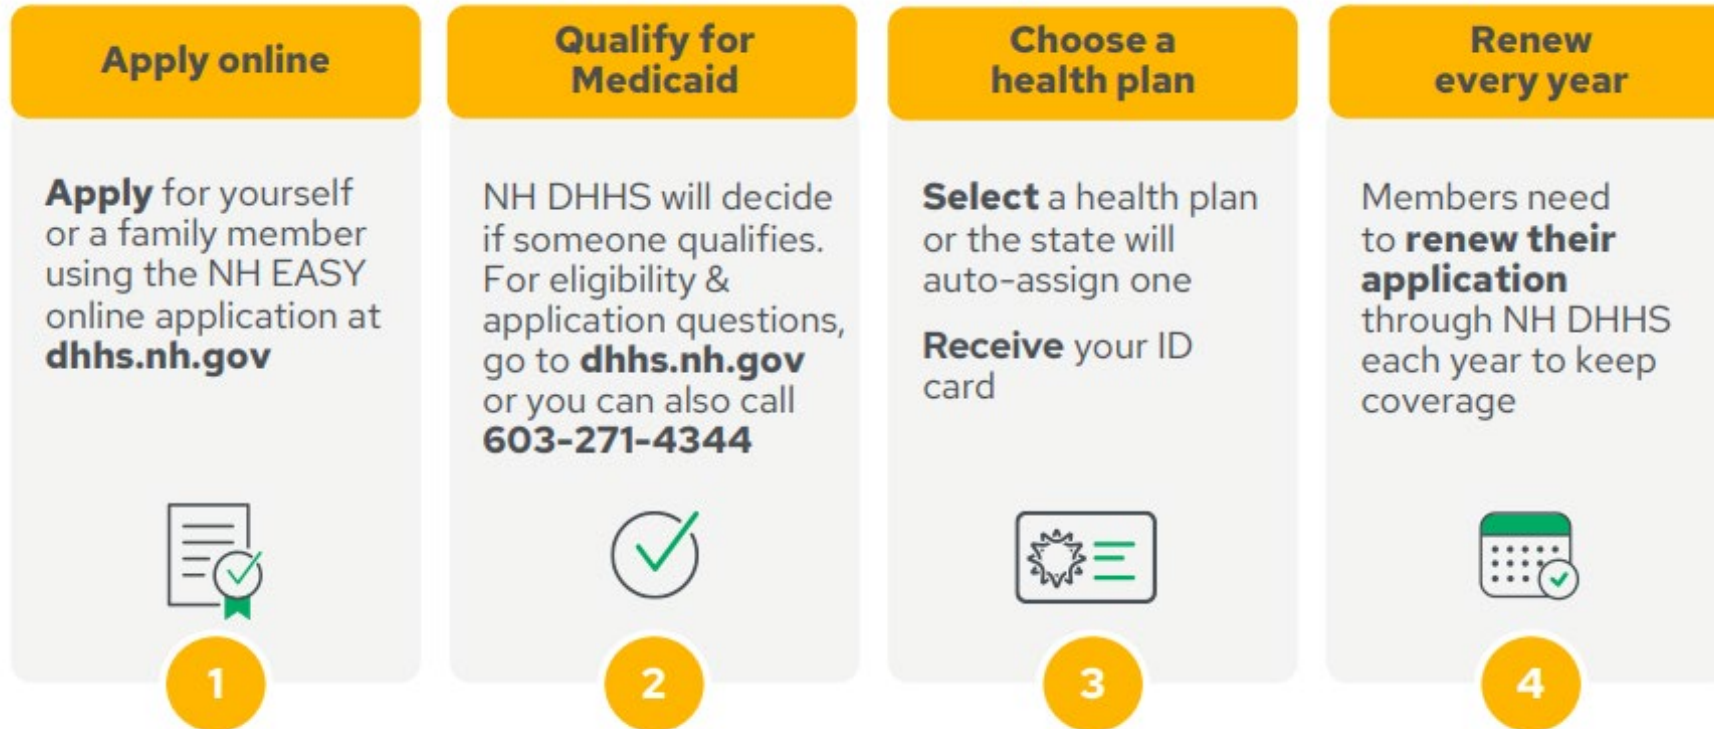 Apply online
Apply for yourself
or a family member
using the NH EASY
online application at
dhhs.nh.gov
1
Qualify for
Medicaid
NH DHHS will decide
if someone qualifies.
For eligibility &
application questions,
go to dhhs.nh.gov
or you can also call
603-271-4344
2
Choose a
health plan
Select a health plan
or the state will
auto-assign one
Receive your ID
card
3
Renew
every year
Members need
to renew their
application
through NH DHHS
each year to keep
coverage
4